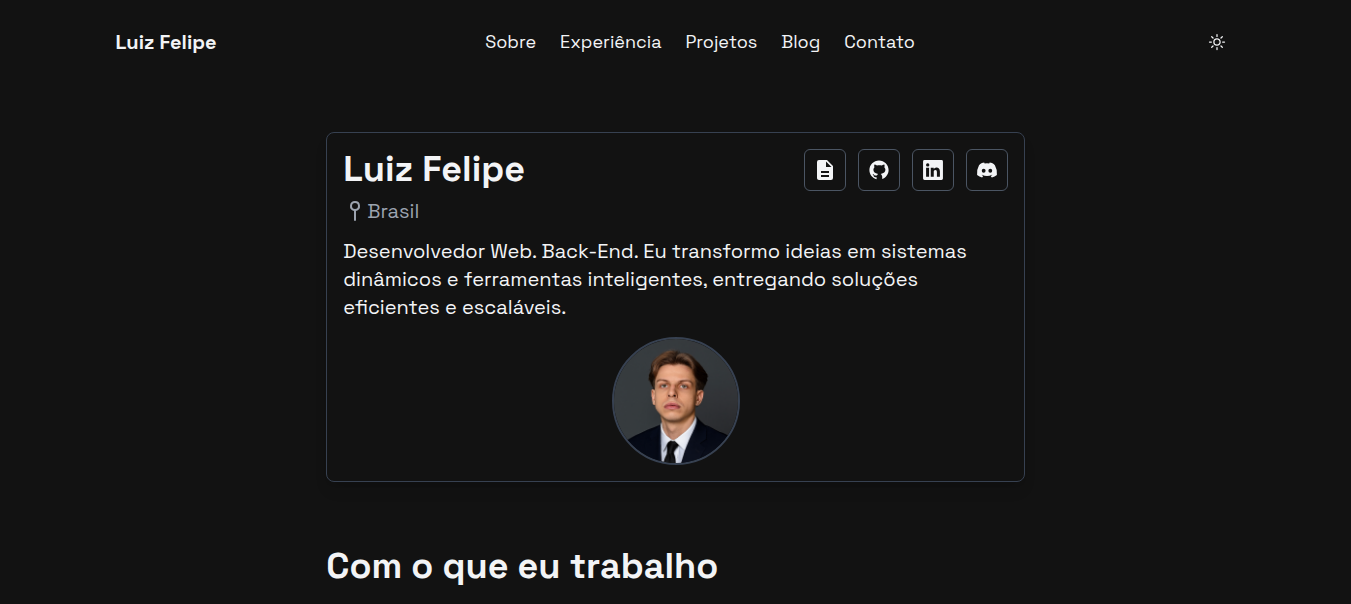 Luiz Felipe
Sobre Experiência Projetos Blog Contato
Luiz Felipe
Brasil
Desenvolvedor Web. Back-End. Eu transformo ideias em sistemas
dinâmicos e ferramentas inteligentes, entregando soluções
eficientes e escaláveis.
Com o que eu trabalho